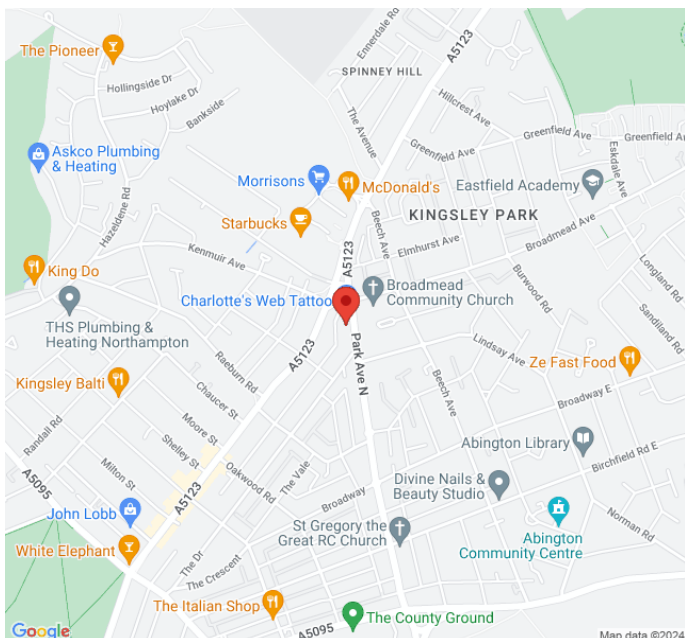 Ennerdale Rd
A5123
The Pioneer
SPINNEY HILL
Hollingside Dr
Hoylake Dr
Hillcrest Ave
Bankside
The Avenue
Greenfield Ave
Greenfield Ave
Askco Plumbing
& Heating
Eskdale Ave
Morrisons
McDonald's
Eastfield Academy
Hazeldene Rd
Starbucks
Beech Ave
KINGSLEY PARK
Kenmuir Ave
A5123
Elmhurst Ave
Broadmead Ave
King Do
Longland Rd
Burwood Rd
Broadmead
Community Church
Charlotte's Web Tattoo
Sandiland Rd
THS Plumbing &
Heating Northampton
A5123
Park Ave N
Lindsay Ave
Raeburn Rd
Ze Fast Food
Kingsley Balti
Chaucer St
Beech Ave
Broadway E
Randall Rd
Moore St
Shelley St
Abington Library
Birchfield Rd E
Milton St
Oakwood Rd
The Vale
A5095
Broadway
Divine Nails &
Beauty Studio
A5123
John Lobb
Norman Rd
St Gregory the
Great RC Church
Abington
Community Centre
White Elephant
The Dr
The Crescent
The Italian Shop
The County Ground
A5095
Google
Map data ©2024